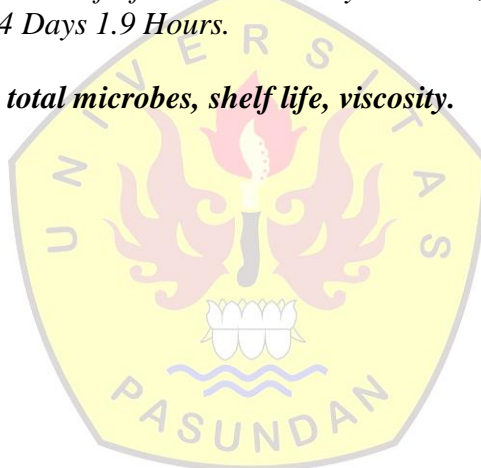 4 Days 1.9 Hours.
total microbes, shelf life, viscosity.
UNIVERSITAS
PASUNDAN